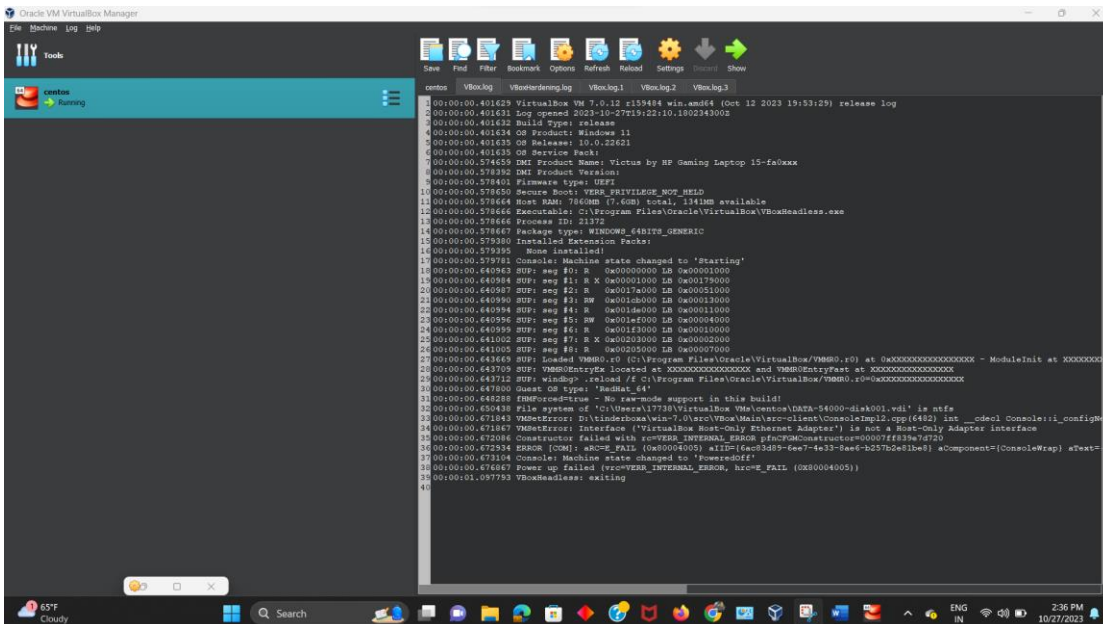 Oracle VM VirtualBox Manager
File Machine Log Help
Tools
Save Find Filter Bookmark Options Refresh Reload Settings Discard Show
centos
Running
centos VBox.log VBoxHardening.log VBox.log.1 VBox.log.2 VBox.log.3
1 00:00:00.401629 VirtualBox VM 7.0.12 r159484 win.amd64 (Oct 12 2023 19:53:29) release log
2 00:00:00.401631 Log opened 2023-10-27T19:22:10.180234300Z
3 00:00:00.401632 Build Type: release
4 00:00:00.401634 OS Product: Windows 11
5 00:00:00.401635 OS Release: 10.0.22621
6 00:00:00.401635 OS Service Pack:
7 00:00:00.574659 DMI Product Name: Victus by HP Gaming Laptop 15-fa0xxx
8 00:00:00.578392 DMI Product Version:
9 00:00:00.578401 Firmware type: UEFI
10 00:00:00.578650 Secure Boot: VERR_PRIVILEGE_NOT_HELD
11 00:00:00.578664 Host RAM: 7860MB (7.6GB) total, 1341MB available
12 00:00:00.578666 Executable: C:\Program Files\Oracle\VirtualBox\VBoxHeadless.exe
13 00:00:00.578666 Process ID: 21372
14 00:00:00.578667 Package type: WINDOWS_64BITS_GENERIC
15 00:00:00.579380 Installed Extension Packs:
16 00:00:00.579395 None installed!
17 00:00:00.579781 Console: Machine state changed to 'Starting'
18 00:00:00.640963 SUP: seg #0: R 0x00000000 LB 0x00001000
19 00:00:00.640984 SUP: seg #1: R X 0x00001000 LB 0x00179000
20 00:00:00.640987 SUP: seg #2: R 0x0017a000 LB 0x00051000
21 00:00:00.640990 SUP: seg #3: RW 0x001cb000 LB 0x00013000
22 00:00:00.640994 SUP: seg #4: R 0x001de000 LB 0x00011000
23 00:00:00.640996 SUP: seg #5: RW 0x001ef000 LB 0x00004000
24 00:00:00.640999 SUP: seg #6: R 0x001f3000 LB 0x00010000
25 00:00:00.641002 SUP: seg #7: R X 0x00203000 LB 0x00002000
26 00:00:00.641005 SUP: seg #8: R 0x00205000 LB 0x00007000
27 00:00:00.643669 SUP: Loaded VMMR0.r0 (C:\Program Files\Oracle\VirtualBox/VMMR0.r0) at 0xXXXXXXXXXXXXXXXX - ModuleInit at XXXXXXX
28 00:00:00.643709 SUP: VMMR0EntryEx located at XXXXXXXXXXXXXXXX and VMMR0EntryFast at XXXXXXXXXXXXXXXX
29 00:00:00.643712 SUP: windbg> .reload /f C:\Program Files\Oracle\VirtualBox/VMMR0.r0=0xXXXXXXXXXXXXXXXX
30 00:00:00.647800 Guest OS type: 'RedHat_64'
31 00:00:00.648288 fHMForced=true - No raw-mode support in this build!
32 00:00:00.650438 File system of 'C:\Users\17738\VirtualBox VMs\centos\DATA-54000-disk001.vdi' is ntfs
33 00:00:00.671843 VMSetError: D:\tinderboxa\win-7.0\src\VBox\Main\src-client\ConsoleImpl2.cpp(6482) int __cdecl Console::i_configNe
34 00:00:00.671867 VMSetError: Interface ('VirtualBox Host-Only Ethernet Adapter') is not a Host-Only Adapter interface
35 00:00:00.672086 Constructor failed with rc=VERR_INTERNAL_ERROR pfnCFGMConstructor=00007ff839e7d720
36 00:00:00.672934 ERROR [COM]: aRC=E_FAIL (0x80004005) aIID={6ac83d89-6ee7-4e33-8ae6-b257b2e81be8} aComponent={ConsoleWrap} aText=
37 00:00:00.673104 Console: Machine state changed to 'PoweredOff'
38 00:00:00.676867 Power up failed (vrc=VERR_INTERNAL_ERROR, hrc=E_FAIL (0X80004005))
39 00:00:01.097793 VBoxHeadless: exiting
40
1 65°F
Cloudy
Search
ENG
IN
2:36 PM
10/27/2023